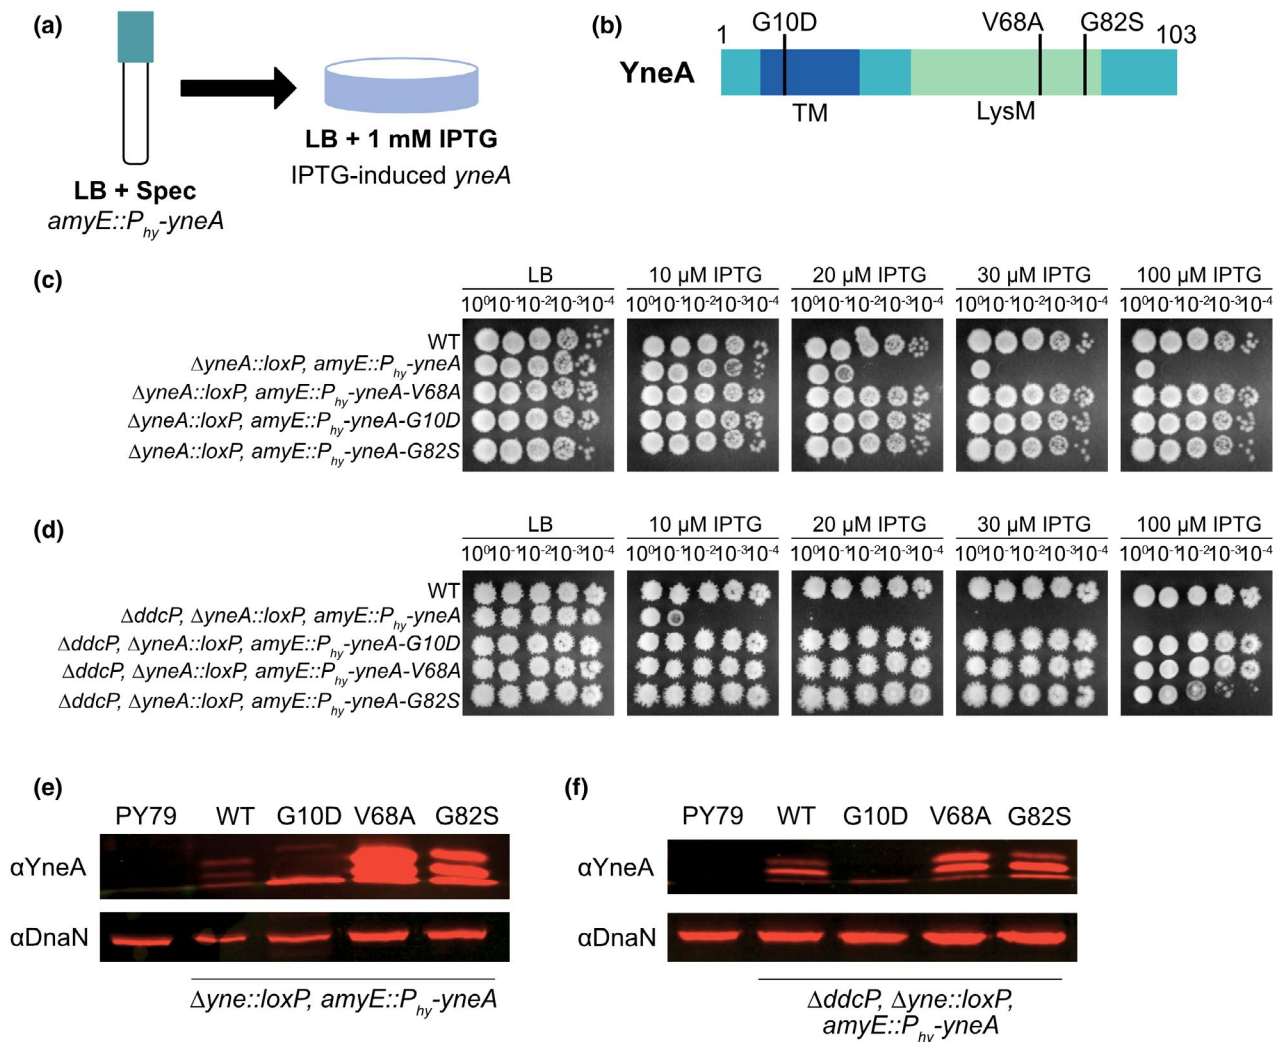 (a)
LB + Spec
amyE::Phy-yneA
LB + 1 mM IPTG
IPTG-induced yneA
(b)
G10D V68A G82S
1 103
YneA
TM LysM
(c)
LB 10 µM IPTG 20 µM IPTG 30 µM IPTG 100 µM IPTG
10⁰10⁻¹10⁻²10⁻³10⁻⁴ 10⁰10⁻¹10⁻²10⁻³10⁻⁴ 10⁰10⁻¹10⁻²10⁻³10⁻⁴ 10⁰10⁻¹10⁻²10⁻³10⁻⁴ 10⁰10⁻¹10⁻²10⁻³10⁻⁴
WT
ΔyneA::loxP, amyE::Phy-yneA
ΔyneA::loxP, amyE::Phy-yneA-V68A
ΔyneA::loxP, amyE::Phy-yneA-G10D
ΔyneA::loxP, amyE::Phy-yneA-G82S
(d)
LB 10 µM IPTG 20 µM IPTG 30 µM IPTG 100 µM IPTG
10⁰10⁻¹10⁻²10⁻³10⁻⁴ 10⁰10⁻¹10⁻²10⁻³10⁻⁴ 10⁰10⁻¹10⁻²10⁻³10⁻⁴ 10⁰10⁻¹10⁻²10⁻³10⁻⁴ 10⁰10⁻¹10⁻²10⁻³10⁻⁴
WT
ΔddcP, ΔyneA::loxP, amyE::Phy-yneA
ΔddcP, ΔyneA::loxP, amyE::Phy-yneA-G10D
ΔddcP, ΔyneA::loxP, amyE::Phy-yneA-V68A
ΔddcP, ΔyneA::loxP, amyE::Phy-yneA-G82S
(e)
PY79 WT G10D V68A G82S
αYneA
αDnaN
Δyne::loxP, amyE::Phy-yneA
(f)
PY79 WT G10D V68A G82S
αYneA
αDnaN
ΔddcP, Δyne::loxP,
amyE::Phy-yneA